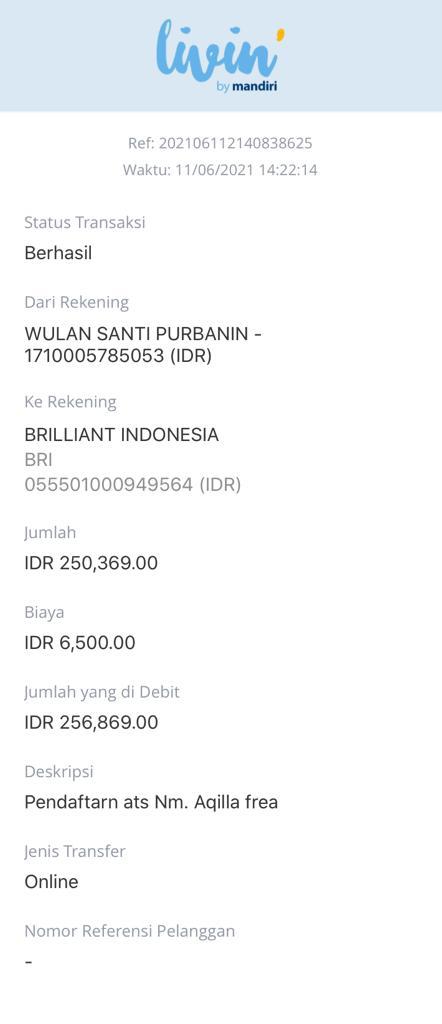 livin'
by mandiri
Ref: 202106112140838625
Waktu: 11/06/2021 14:22:14
Status Transaksi
Berhasil
Dari Rekening
WULAN SANTI PURBANIN -
1710005785053 (IDR)
Ke Rekening
BRILLIANT INDONESIA
BRI
055501000949564 (IDR)
Jumlah
IDR 250,369.00
Biaya
IDR 6,500.00
Jumlah yang di Debit
IDR 256,869.00
Deskripsi
Pendaftarn ats Nm. Aqilla frea
Jenis Transfer
Online
Nomor Referensi Pelanggan
-